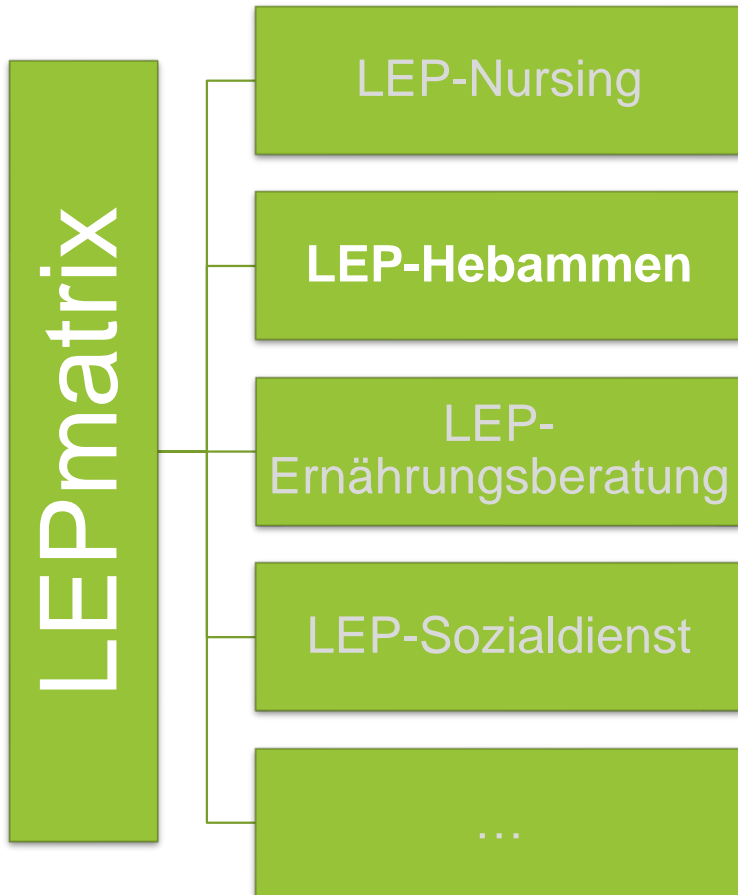 LEPmatrix
LEP-Nursing
LEP-Hebammen
LEP-
Ernährungsberatung
LEP-Sozialdienst
…